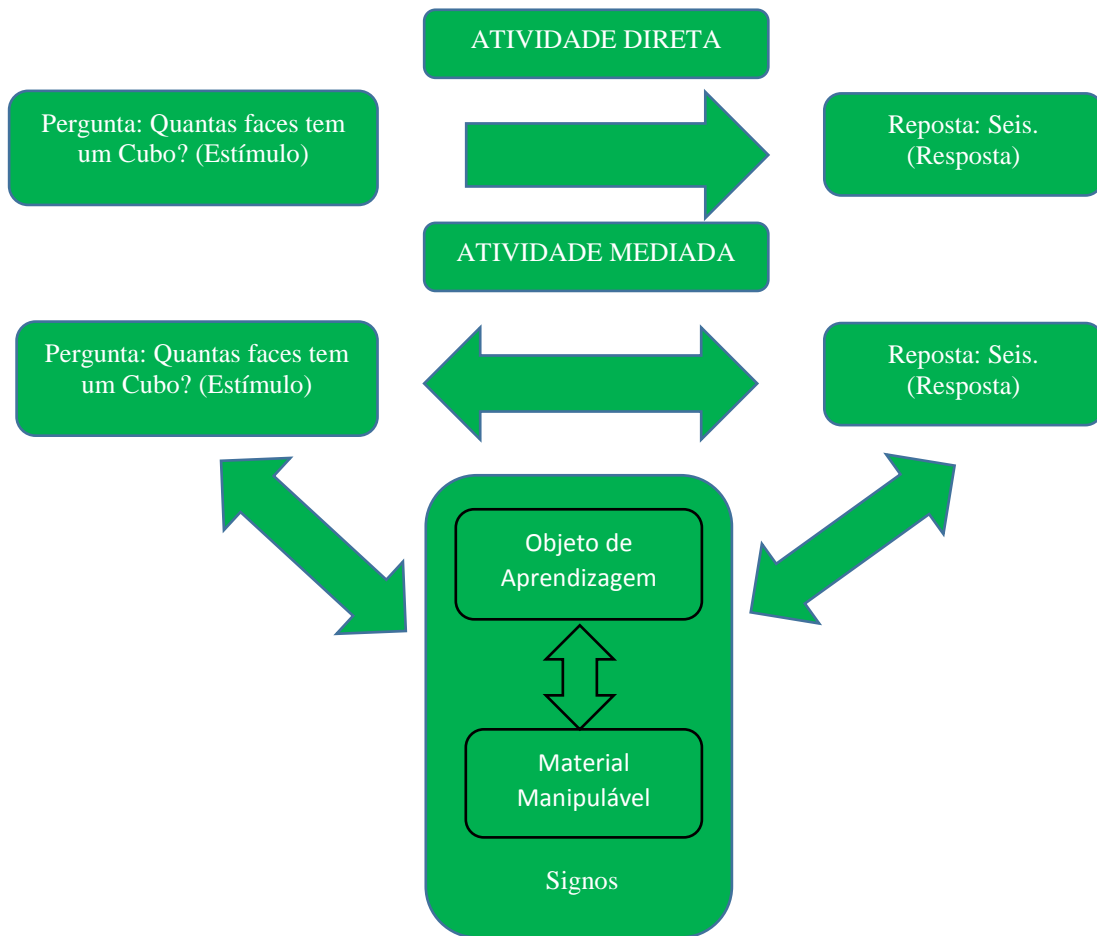 ATIVIDADE DIRETA
Pergunta: Quantas faces tem
um Cubo? (Estímulo)
Reposta: Seis.
(Resposta)
ATIVIDADE MEDIADA
Pergunta: Quantas faces tem
um Cubo? (Estímulo)
Reposta: Seis.
(Resposta)
Objeto de
Aprendizagem
Material
Manipulável
Signos